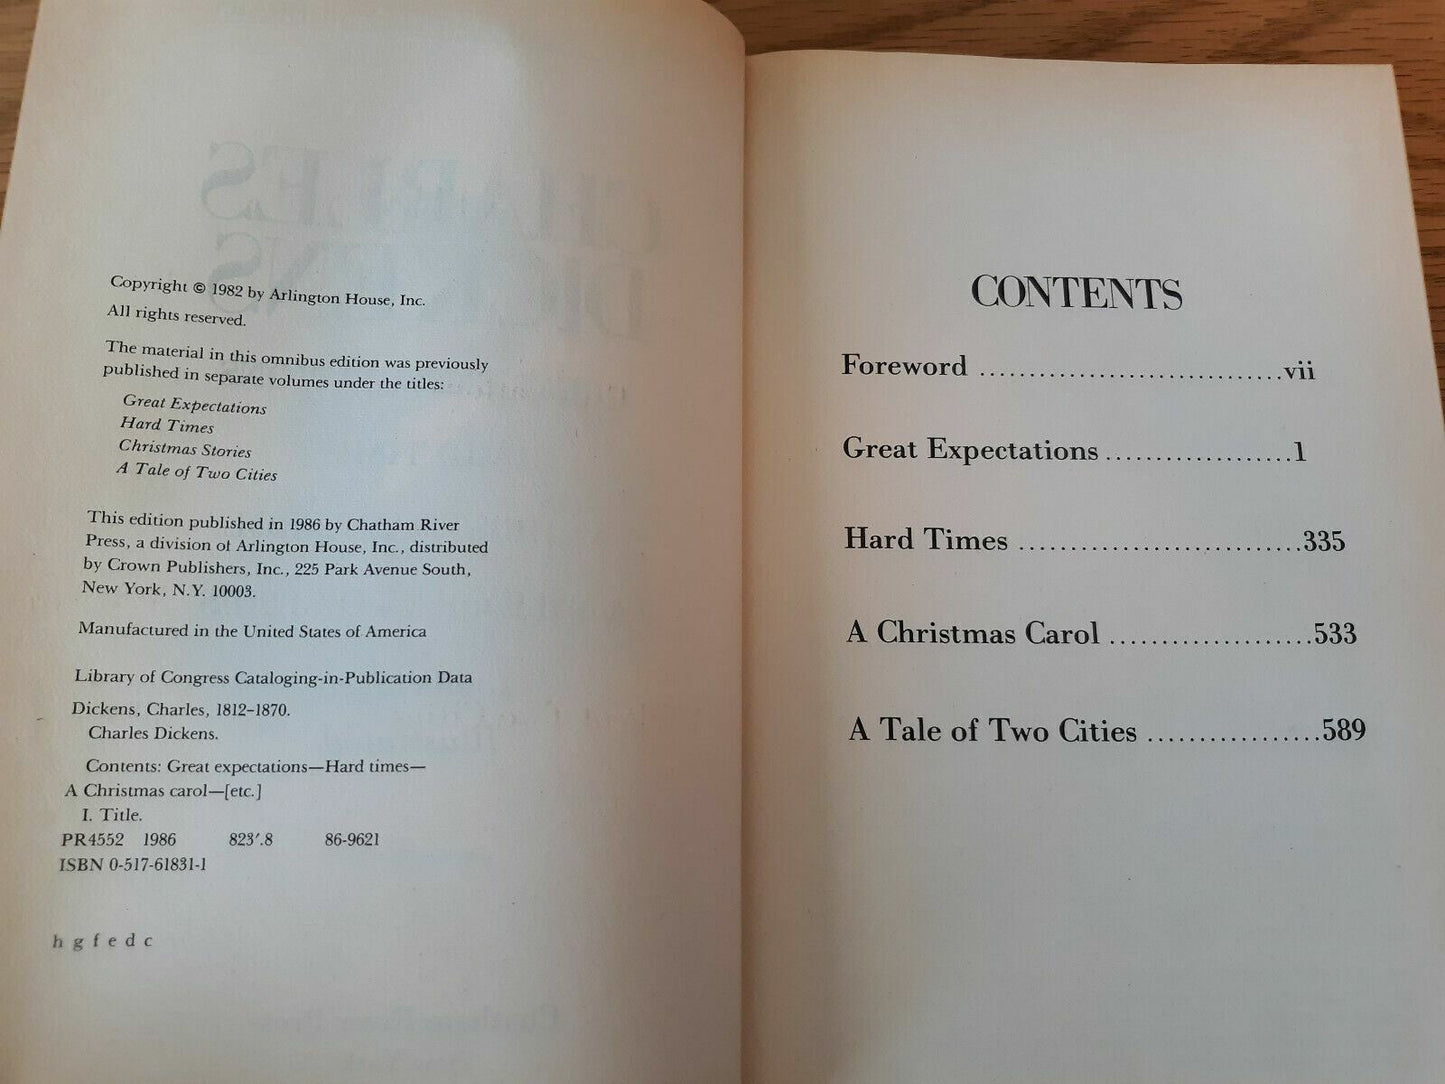 Copyright © 1982 by Arlington House, Inc.
All rights reserved.
The material in this omnibus edition was previously
published in separate volumes under the titles:
Great Expectations
Hard Times
Christmas Stories
A Tale of Two Cities
This edition published in 1986 by Chatham River
Press, a division of Arlington House, Inc., distributed
by Crown Publishers, Inc., 225 Park Avenue South,
New York, N.Y. 10003.
Manufactured in the United States of America
Library of Congress Cataloging-in-Publication Data
Dickens, Charles, 1812–1870.
Charles Dickens.
Contents: Great expectations—Hard times—
A Christmas carol—[etc.]
I. Title.
PR4552 1986 823′.8 86-9621
ISBN 0-517-61831-1
h g f e d c
CONTENTS
Foreword ..............................vii
Great Expectations ...................1
Hard Times ............................335
A Christmas Carol ....................533
A Tale of Two Cities .................589